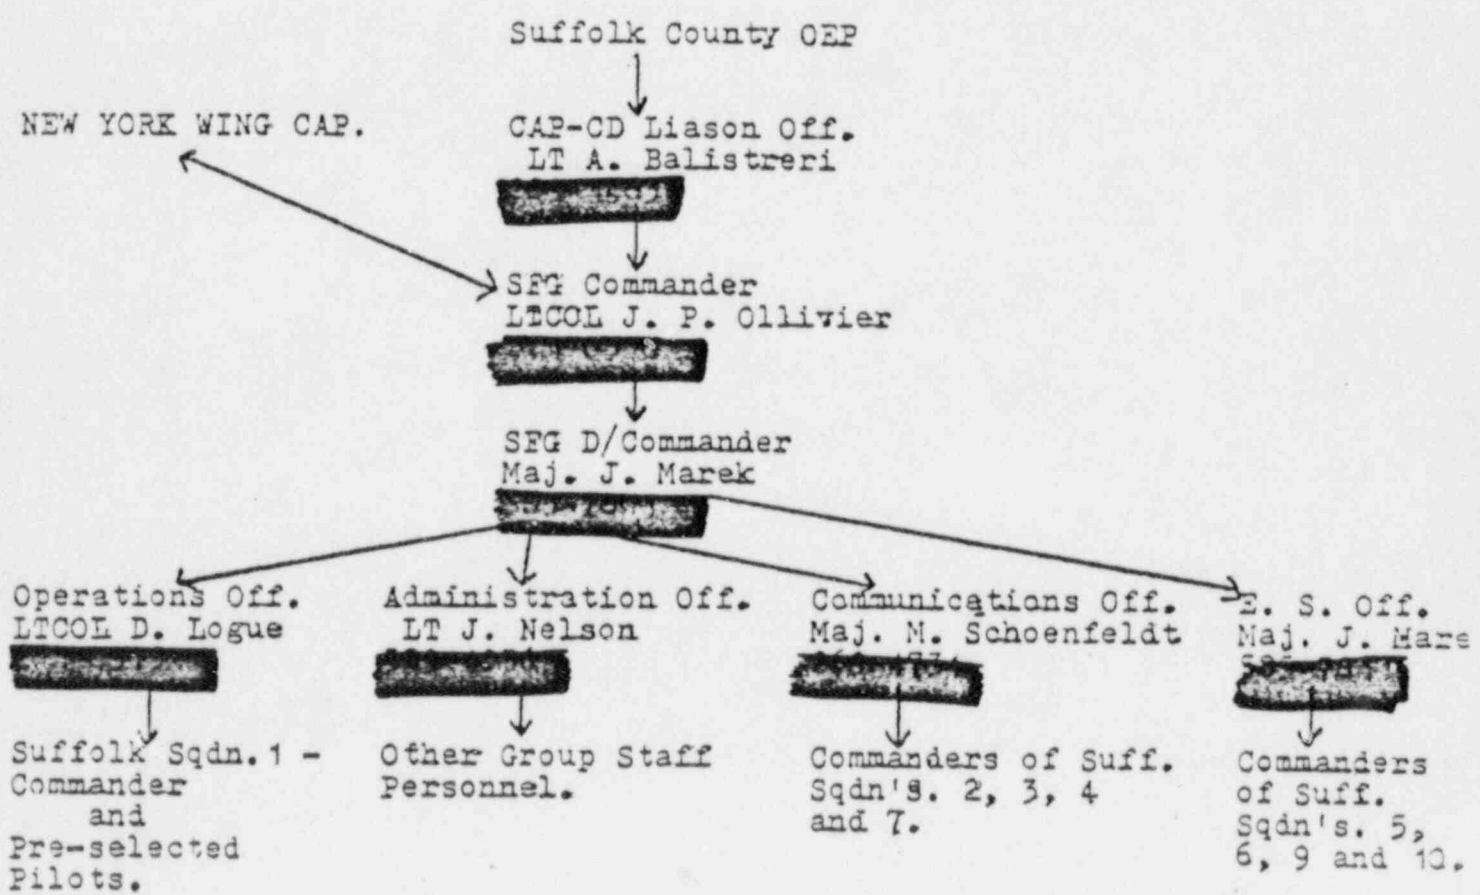 Suffolk County OEP
NEW YORK WING CAP.
CAP-CD Liason Off.
LT A. Balistreri
SFG Commander
LTCOL J. P. Ollivier
SFG D/Commander
Maj. J. Marek
Operations Off.
LTCOL D. Logue
Administration Off.
LT J. Nelson
Communications Off.
Maj. M. Schoenfeldt
E. S. Off.
Maj. J. Mare
Suffolk Sqdn. 1 -
Commander
and
Pre-selected
Pilots.
Other Group Staff
Personnel.
Commanders of Suff.
Sqdn's. 2, 3, 4
and 7.
Commanders
of Suff.
Sqdn's. 5,
6, 9 and 10.